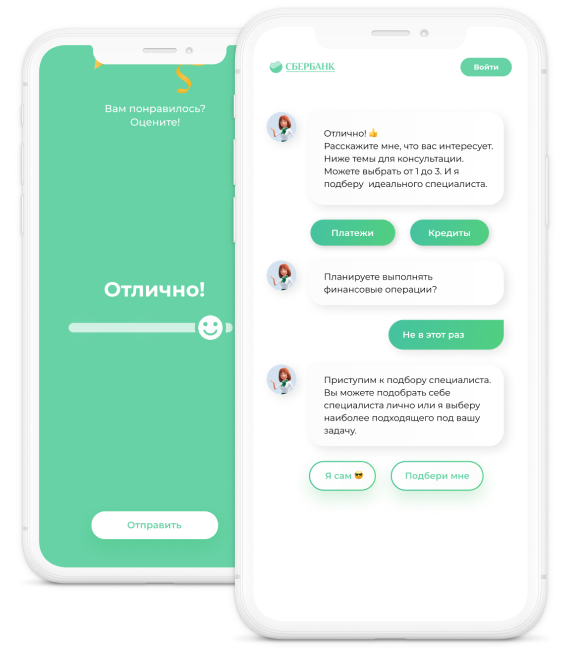 Вам понравилось?
Оцените!
Отлично!
Отправить
СБЕРБАНК
Войти
Отлично! 👍
Расскажите мне, что вас интересует.
Ниже темы для консультации.
Можете выбрать от 1 до 3. И я
подберу идеального специалиста.
Платежи
Кредиты
Планируете выполнять
финансовые операции?
Не в этот раз
Приступим к подбору специалиста.
Вы можете подобрать себе
специалиста лично или я выберу
наиболее подходящего под вашу
задачу.
Я сам 😎
Подбери мне